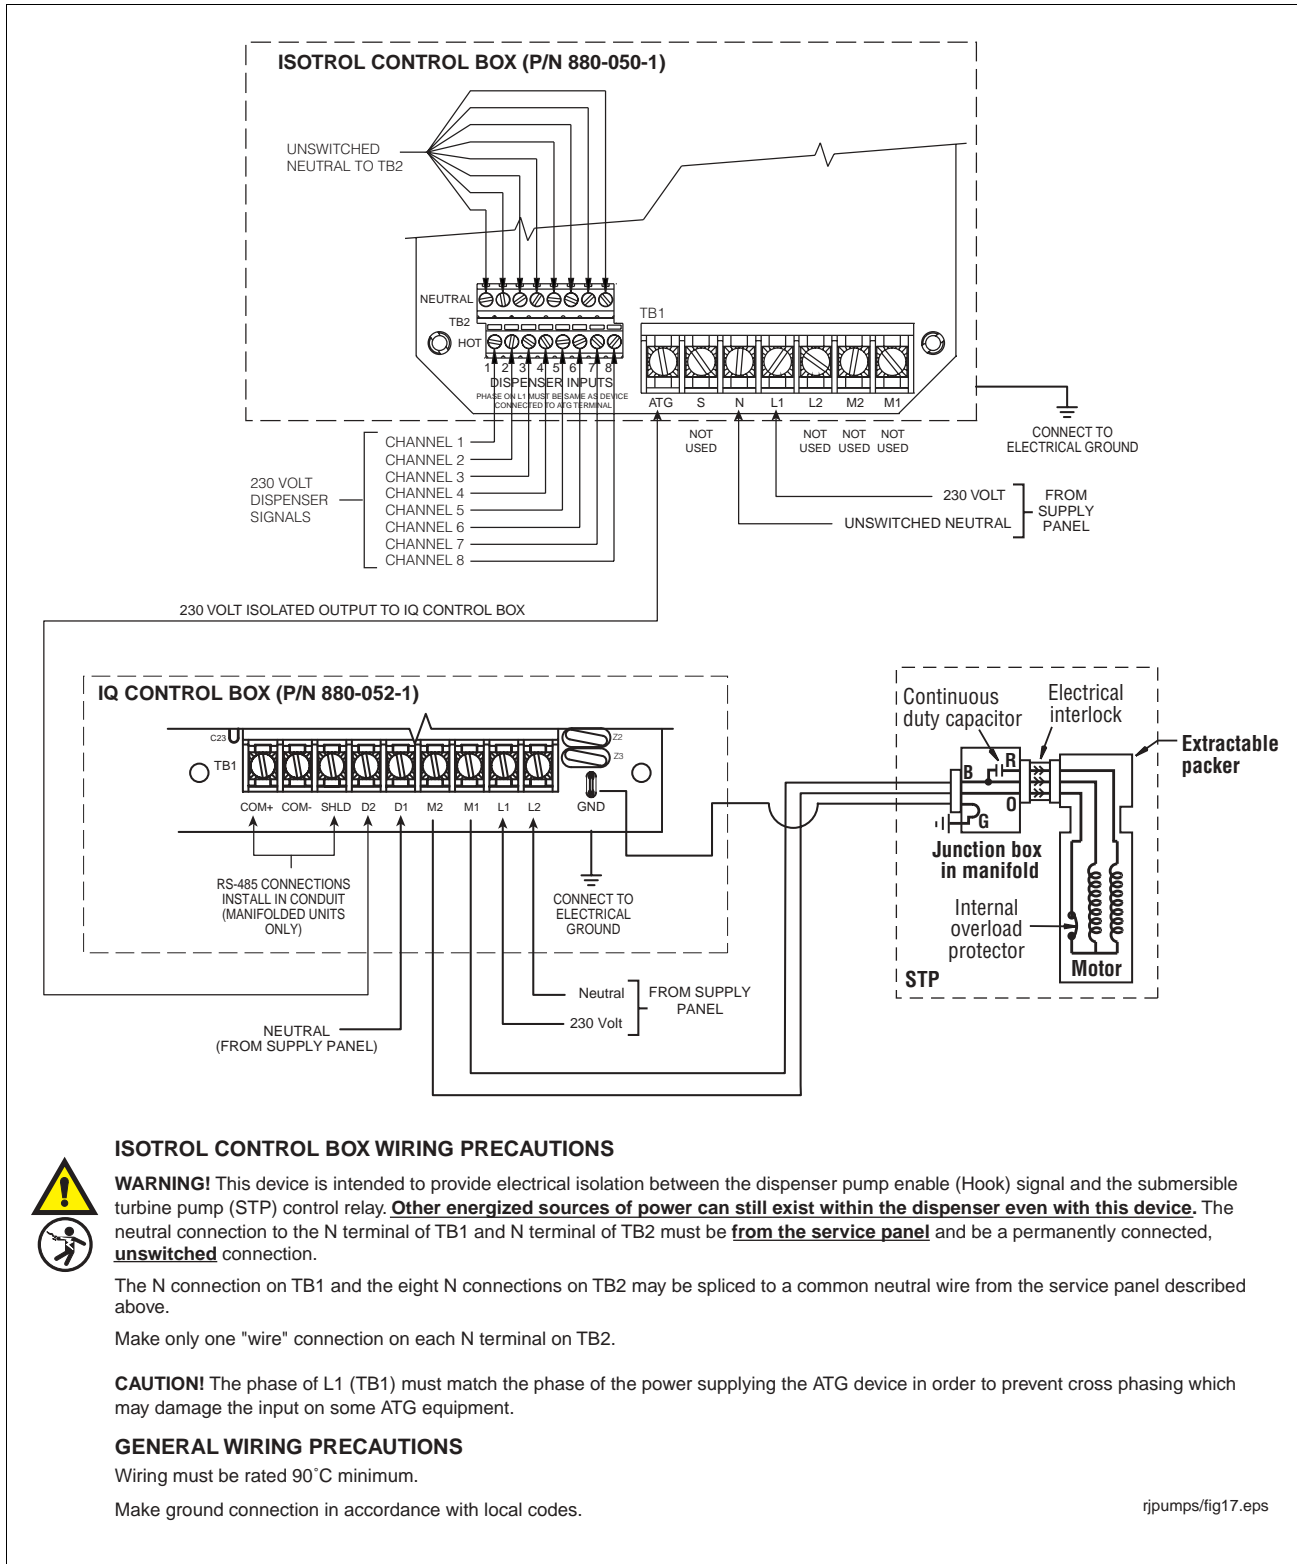 ISOTROL CONTROL BOX (P/N 880-050-1)
UNSWITCHED
NEUTRAL TO TB2
NEUTRAL
TB2
HOT
1 2 3 4 5 6 7 8
DISPENSER INPUTS
PHASE ON L1 MUST BE SAME AS DEVICE
CONNECTED TO ATG TERMINAL
TB1
ATG S N L1 L2 M2 M1
NOT
USED
NOT
USED
NOT
USED
NOT
USED
CONNECT TO
ELECTRICAL GROUND
230 VOLT
DISPENSER
SIGNALS
CHANNEL 1
CHANNEL 2
CHANNEL 3
CHANNEL 4
CHANNEL 5
CHANNEL 6
CHANNEL 7
CHANNEL 8
230 VOLT
UNSWITCHED NEUTRAL
FROM
SUPPLY
PANEL
230 VOLT ISOLATED OUTPUT TO IQ CONTROL BOX
IQ CONTROL BOX (P/N 880-052-1)
C23
TB1
Z2
Z3
COM+ COM- SHLD D2 D1 M2 M1 L1 L2 GND
RS-485 CONNECTIONS
INSTALL IN CONDUIT
(MANIFOLDED UNITS
ONLY)
CONNECT TO
ELECTRICAL
GROUND
NEUTRAL
(FROM SUPPLY PANEL)
Neutral
230 Volt
FROM SUPPLY
PANEL
Continuous
duty capacitor
Electrical
interlock
Extractable
packer
B
R
O
G
Junction box
in manifold
Internal
overload
protector
Motor
STP
ISOTROL CONTROL BOX WIRING PRECAUTIONS
WARNING! This device is intended to provide electrical isolation between the dispenser pump enable (Hook) signal and the submersible
turbine pump (STP) control relay. Other energized sources of power can still exist within the dispenser even with this device. The
neutral connection to the N terminal of TB1 and N terminal of TB2 must be from the service panel and be a permanently connected,
unswitched connection.
The N connection on TB1 and the eight N connections on TB2 may be spliced to a common neutral wire from the service panel described
above.
Make only one "wire" connection on each N terminal on TB2.
CAUTION! The phase of L1 (TB1) must match the phase of the power supplying the ATG device in order to prevent cross phasing which
may damage the input on some ATG equipment.
GENERAL WIRING PRECAUTIONS
Wiring must be rated 90˚C minimum.
Make ground connection in accordance with local codes.
rjpumps/fig17.eps